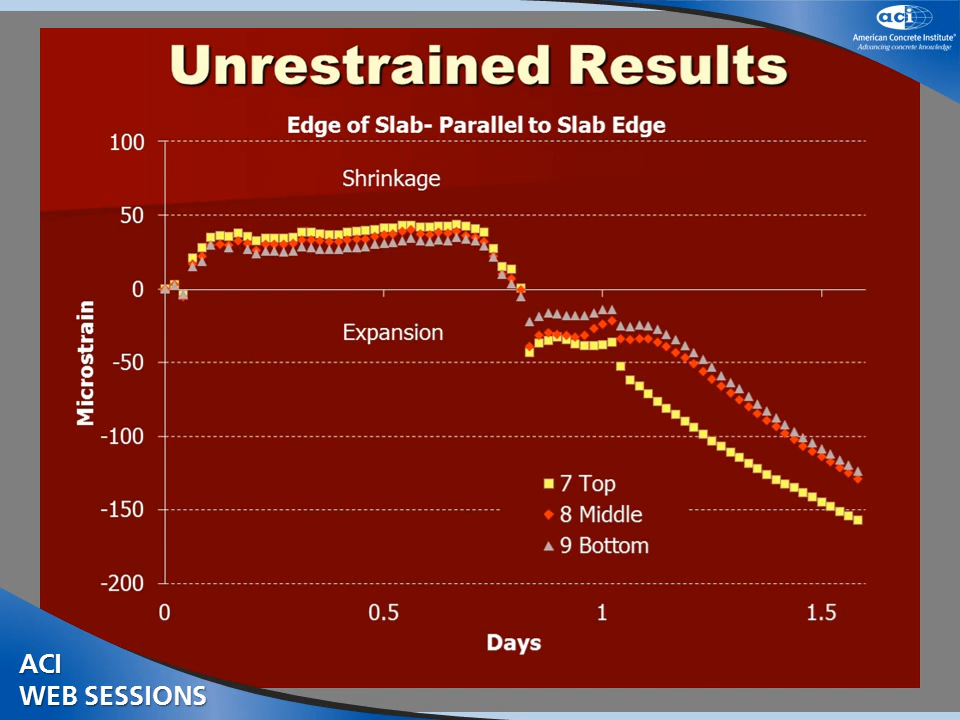 aci
American Concrete Institute®
Advancing concrete knowledge
Unrestrained Results
Edge of Slab- Parallel to Slab Edge
100
50
0
-50
-100
-150
-200
Microstrain
Shrinkage
Expansion
7 Top
8 Middle
9 Bottom
0
0.5
1
1.5
Days
ACI
WEB SESSIONS